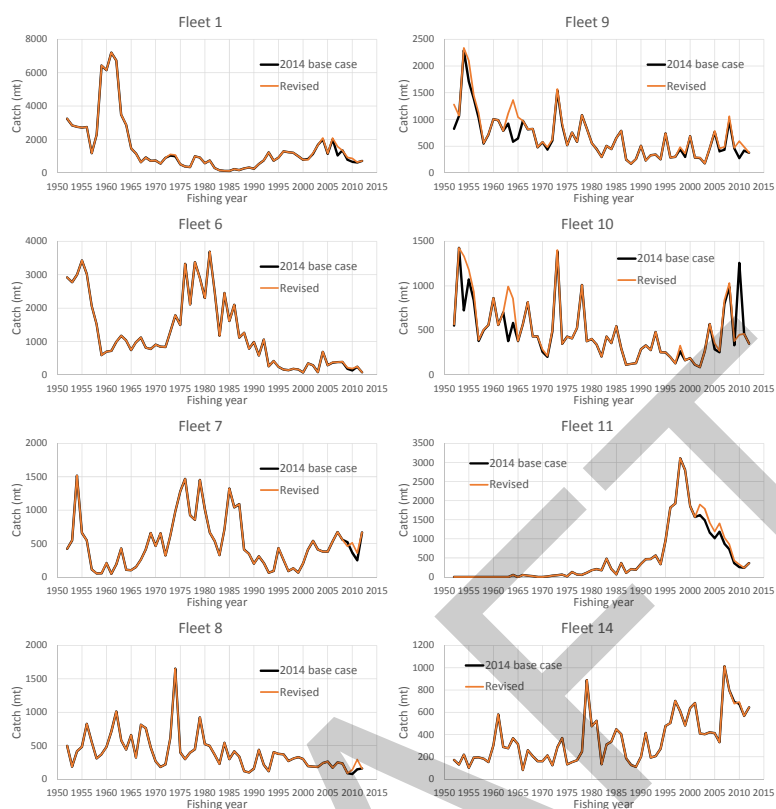 Fleet 1
8000
6000
4000
2000
0
Catch (mt)
2014 base case
Revised
1950 1955 1960 1965 1970 1975 1980 1985 1990 1995 2000 2005 2010 2015
Fishing year
Fleet 9
2500
2000
1500
1000
500
0
Catch (mt)
2014 base case
Revised
1950 1955 1960 1965 1970 1975 1980 1985 1990 1995 2000 2005 2010 2015
Fishing year
Fleet 6
4000
3000
2000
1000
0
Catch (mt)
2014 base case
Revised
1950 1955 1960 1965 1970 1975 1980 1985 1990 1995 2000 2005 2010 2015
Fishing year
Fleet 10
1500
1000
500
0
Catch (mt)
2014 base case
Revised
1950 1955 1960 1965 1970 1975 1980 1985 1990 1995 2000 2005 2010 2015
Fishing year
Fleet 7
2000
1500
1000
500
0
Catch (mt)
2014 base case
Revised
1950 1955 1960 1965 1970 1975 1980 1985 1990 1995 2000 2005 2010 2015
Fishing year
Fleet 11
3500
3000
2500
2000
1500
1000
500
0
Catch (mt)
2014 base case
Revised
1950 1955 1960 1965 1970 1975 1980 1985 1990 1995 2000 2005 2010 2015
Fishing year
Fleet 8
2000
1500
1000
500
0
Catch (mt)
2014 base case
Revised
1950 1955 1960 1965 1970 1975 1980 1985 1990 1995 2000 2005 2010 2015
Fishing year
Fleet 14
1200
1000
800
600
400
200
0
Catch (mt)
2014 base case
Revised
1950 1955 1960 1965 1970 1975 1980 1985 1990 1995 2000 2005 2010 2015
Fishing year